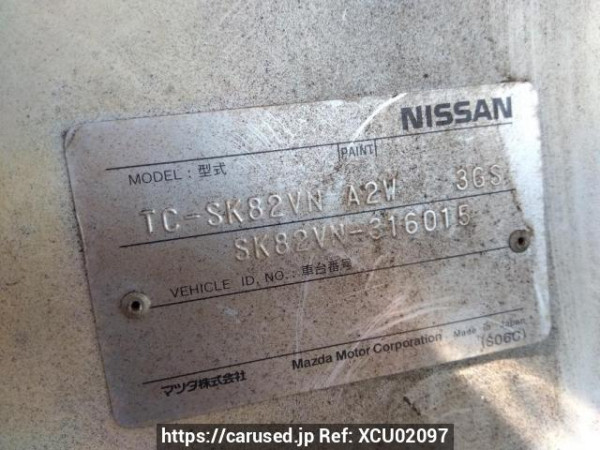 NISSAN
MODEL: 型式 PAINT
TC-SK82VN A2W 3GS
SK82VN-316015
VEHICLE ID. NO.: 車台番号
マツダ株式会社 Mazda Motor Corporation Made in Japan
(S06C)
https://carused.jp Ref: XCU02097